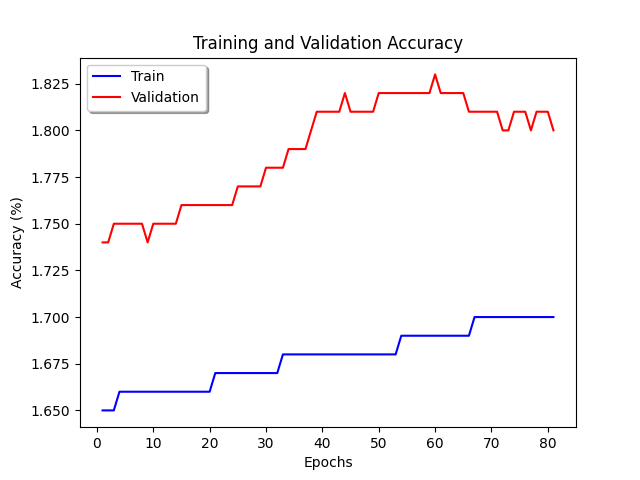 Training and Validation Accuracy
Train
Validation
1.825
1.800
1.775
1.750
1.725
1.700
1.675
1.650
Accuracy (%)
0 10 20 30 40 50 60 70 80
Epochs